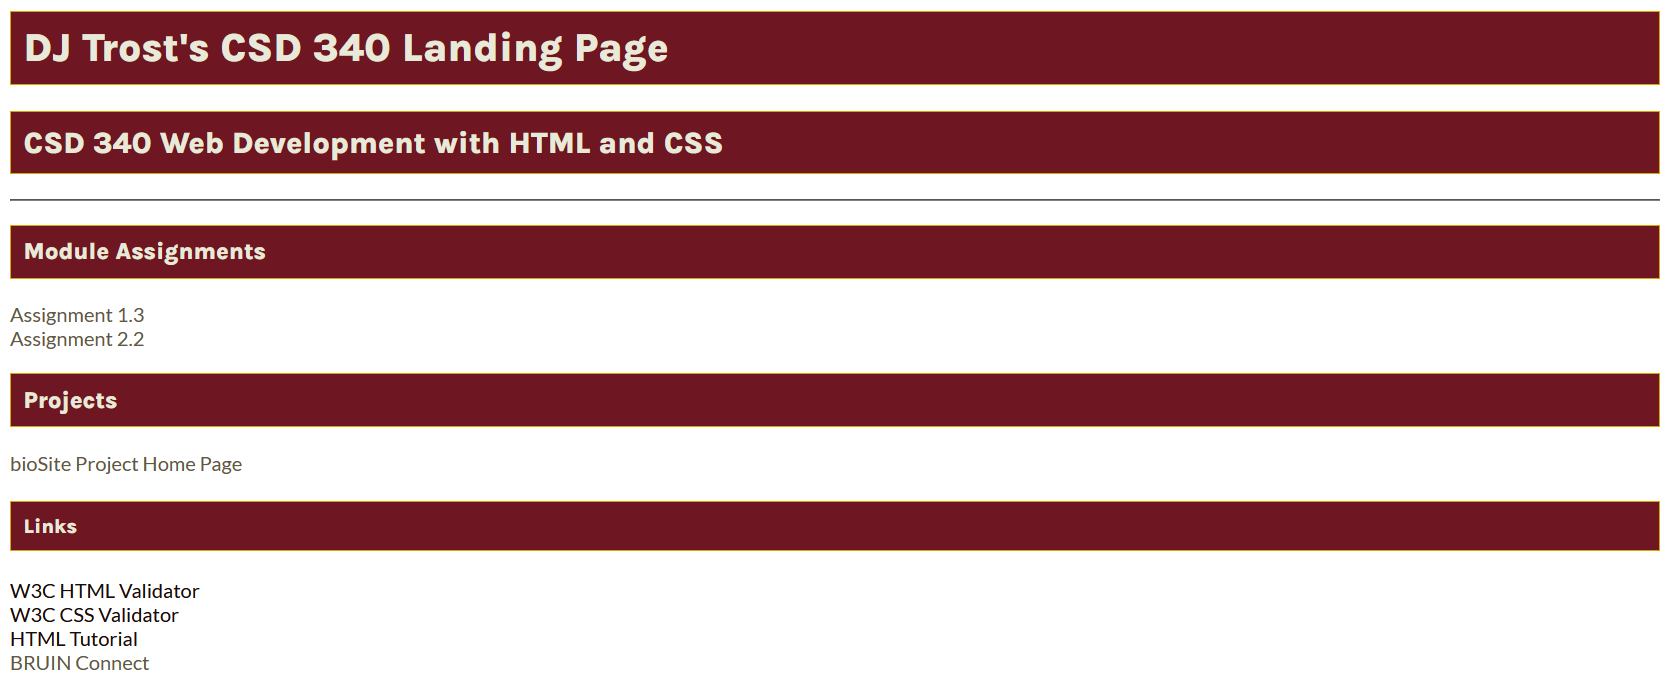 DJ Trost's CSD 340 Landing Page
CSD 340 Web Development with HTML and CSS
Module Assignments
Assignment 1.3
Assignment 2.2
Projects
bioSite Project Home Page
Links
W3C HTML Validator
W3C CSS Validator
HTML Tutorial
BRUIN Connect